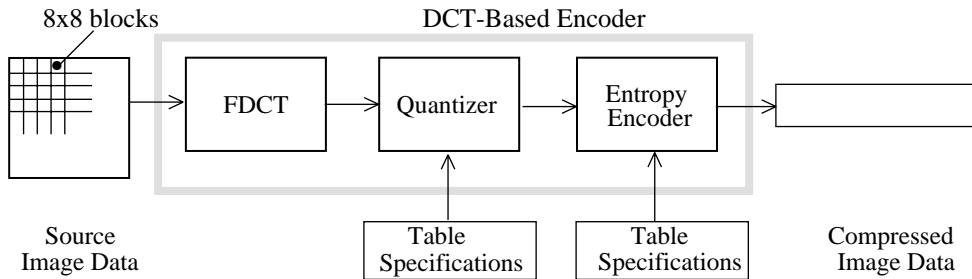 8x8 blocks
DCT-Based Encoder
FDCT
Quantizer
Entropy
Encoder
Source
Image Data
Table
Specifications
Table
Specifications
Compressed
Image Data